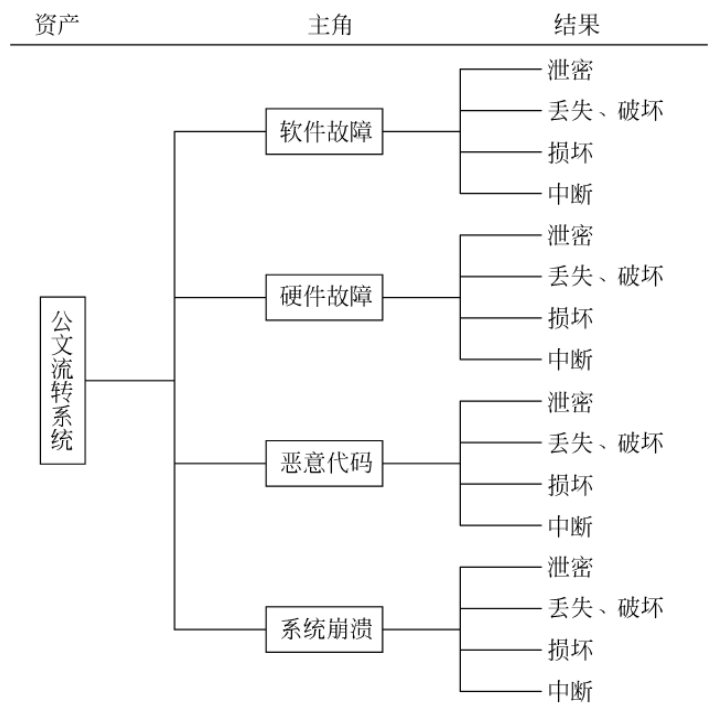 资产 主角 结果
公文流转系统
软件故障
泄密
丢失、破坏
损坏
中断
硬件故障
泄密
丢失、破坏
损坏
中断
恶意代码
泄密
丢失、破坏
损坏
中断
系统崩溃
泄密
丢失、破坏
损坏
中断